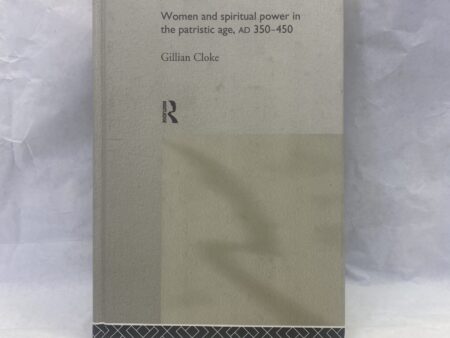 Women and spiritual power in
the patristic age, AD 350–450
Gillian Cloke
R